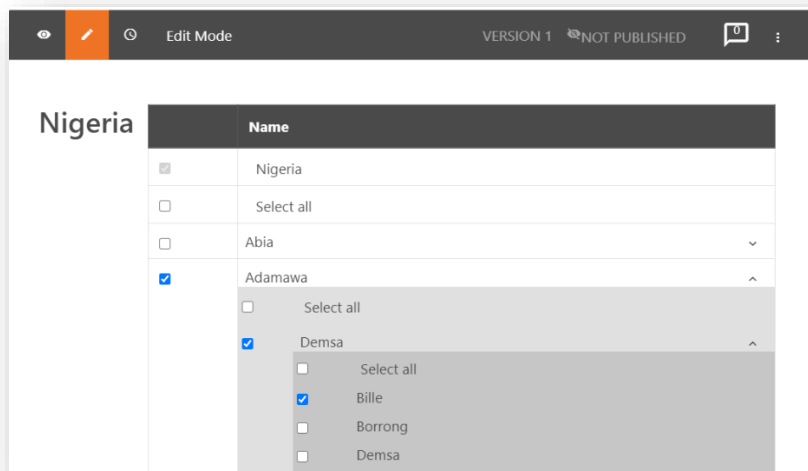 Edit Mode VERSION 1 NOT PUBLISHED 0
Nigeria
Name
Nigeria
Select all
Abia
Adamawa
Select all
Demsa
Select all
Bille
Borrong
Demsa